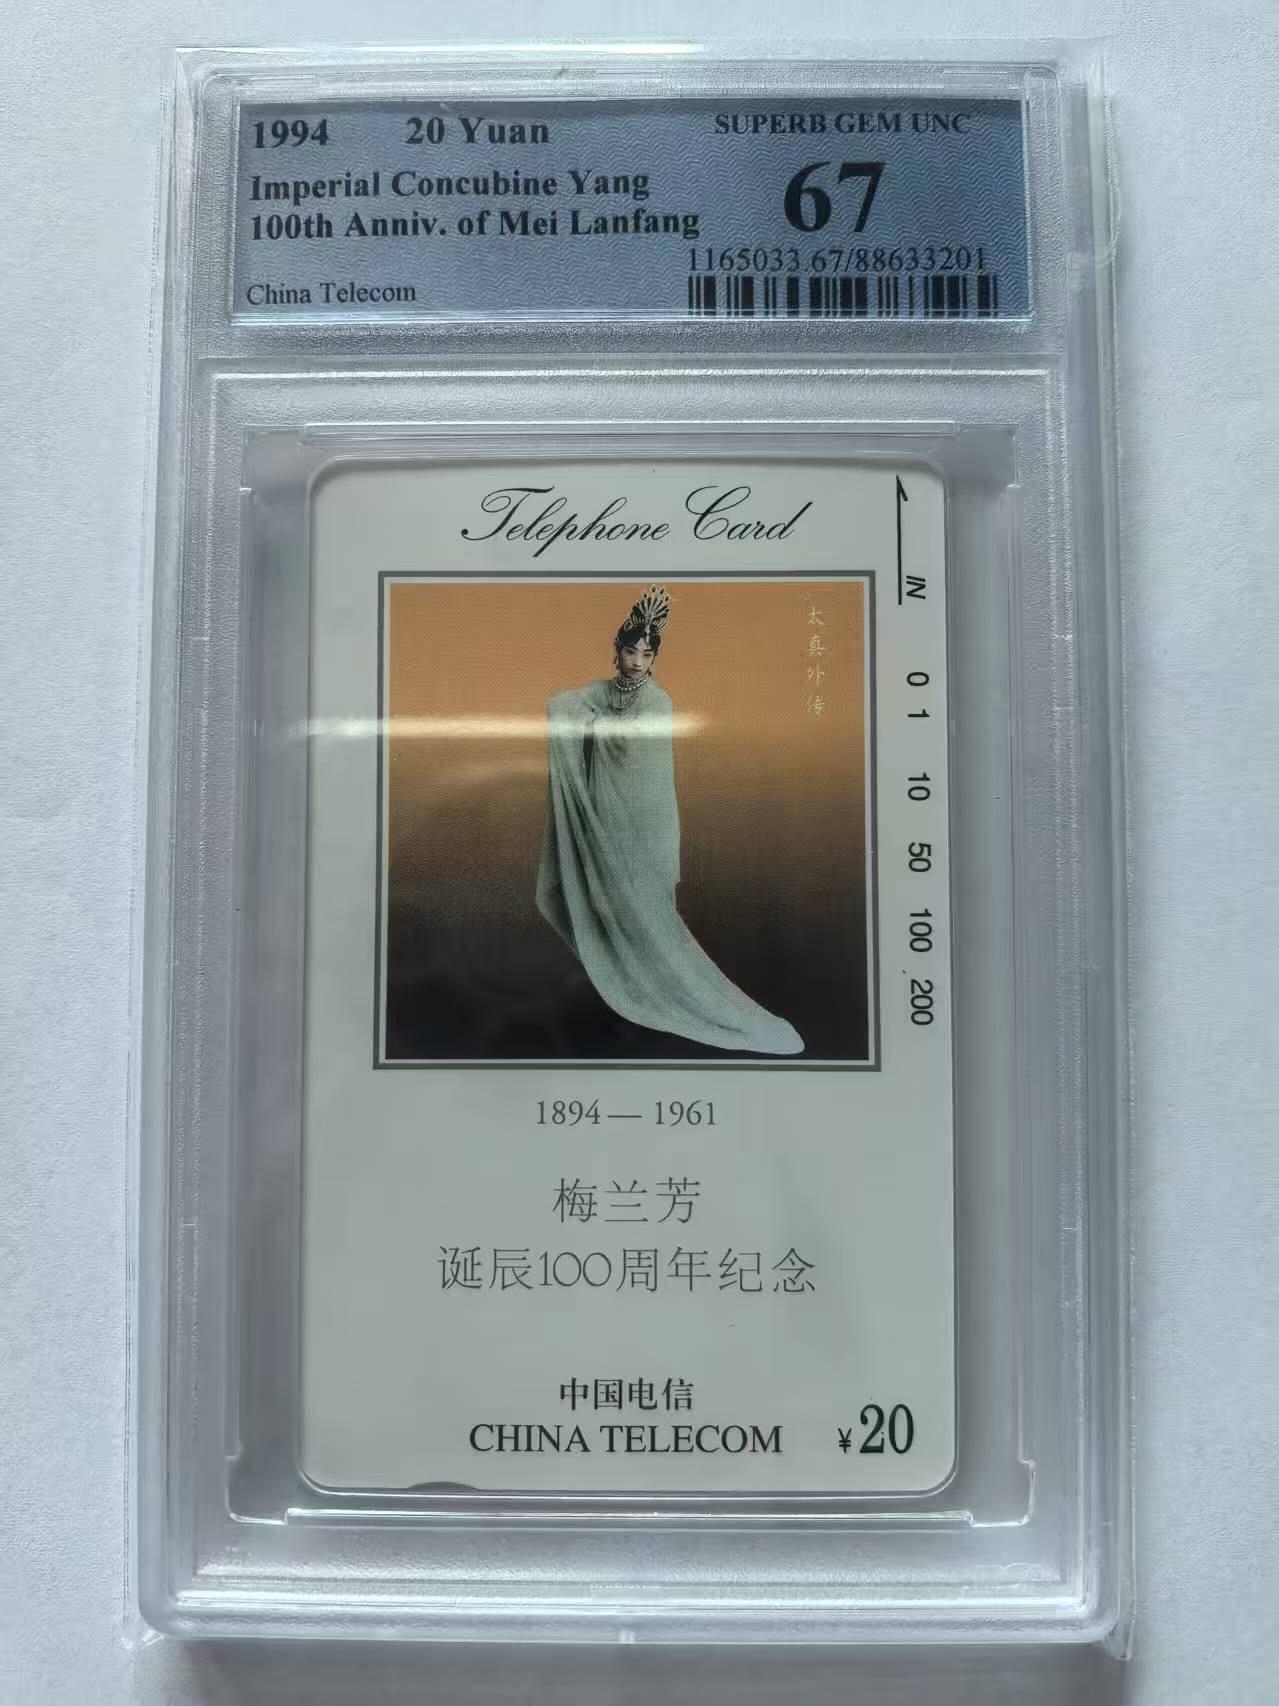 1994 20 Yuan
SUPERB GEM UNC
67
Imperial Concubine Yang
100th Anniv. of Mei Lanfang
1165033.67/88633201
China Telecom
Telephone Card
太真外传
IN
0
1
10
50
100
200
1894—1961
梅兰芳
诞辰100周年纪念
中国电信
CHINA TELECOM
¥20